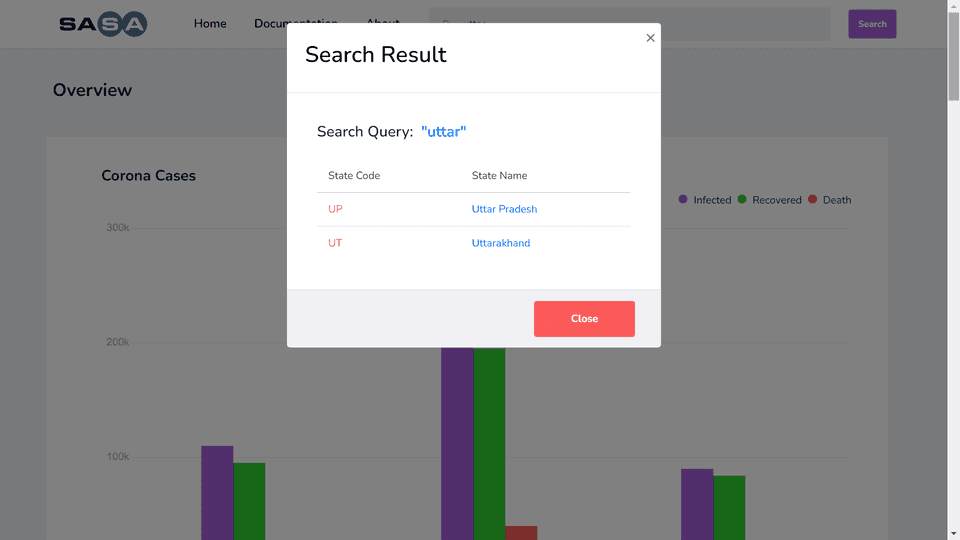 SASA
Home Documentation About
Search
Overview
Search Result
×
Search Query: "uttar"
State Code State Name
UP Uttar Pradesh
UT Uttarakhand
Close
Corona Cases
Infected Recovered Death
300k
200k
100k